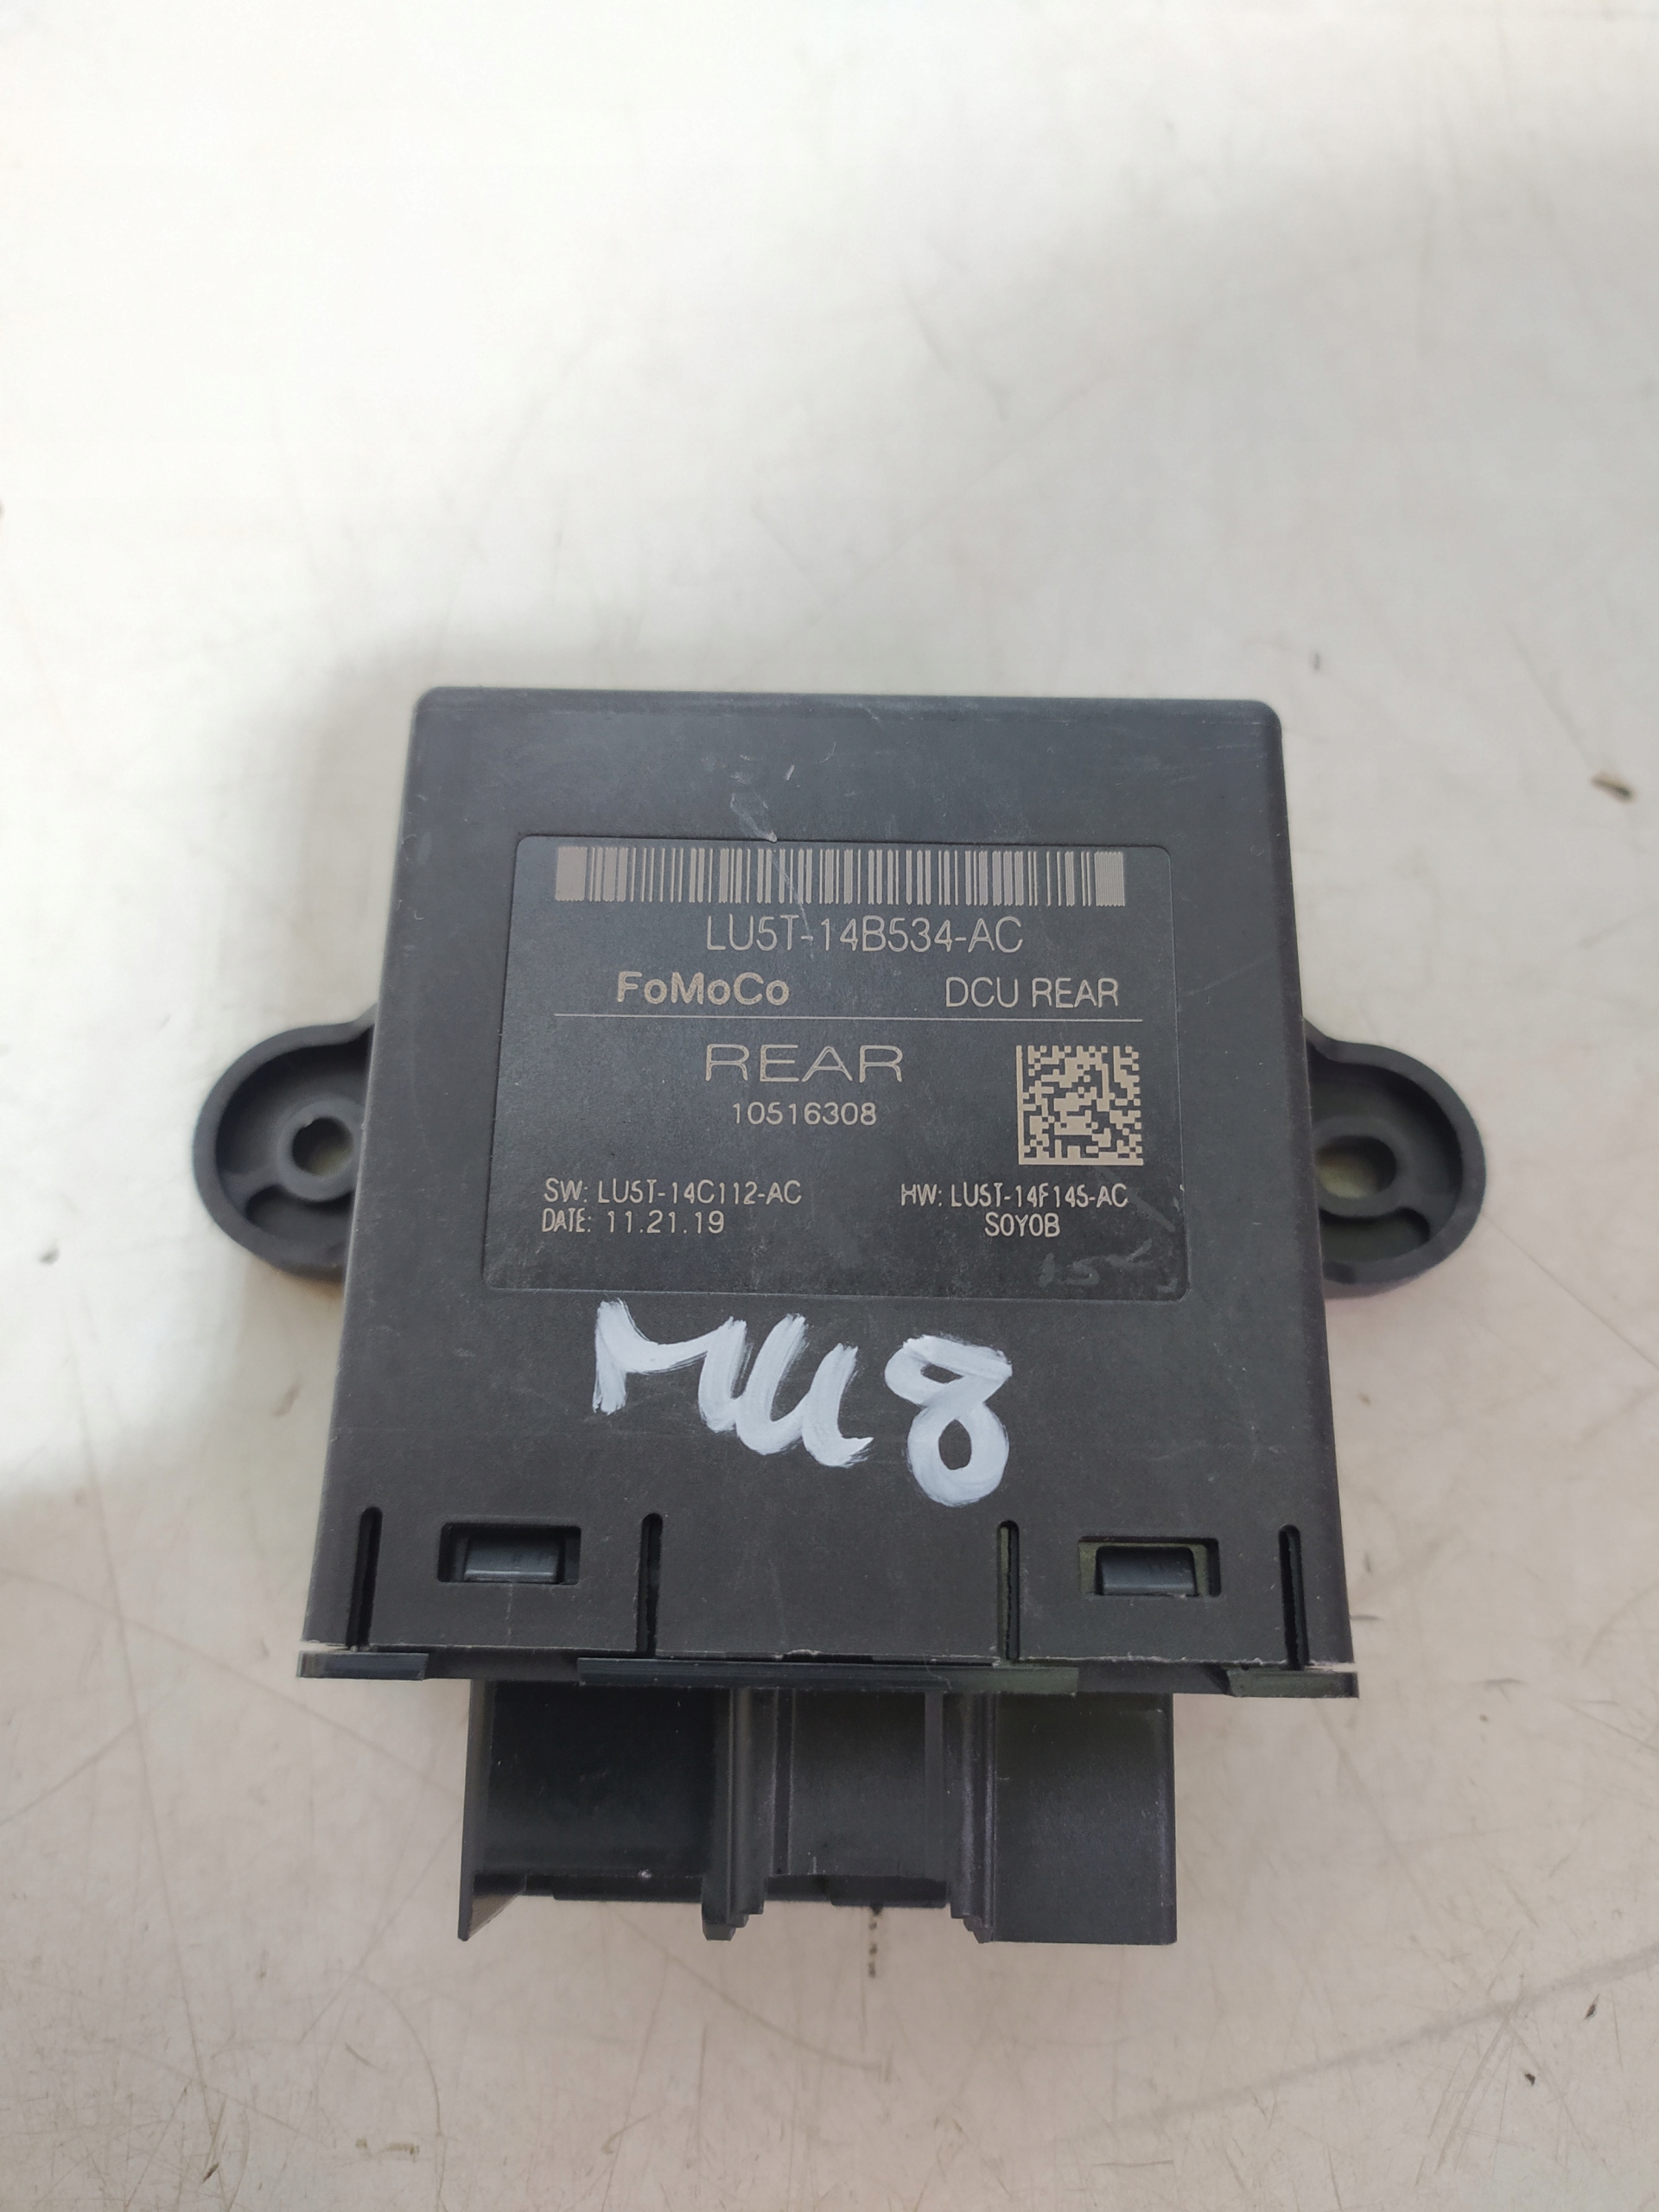 LU5T-14B534-AC
FoMoCo DCU REAR
REAR
10516308
SW: LU5T-14C112-AC HW: LU5T-14F145-AC
DATE: 11.21.19 S0Y0B